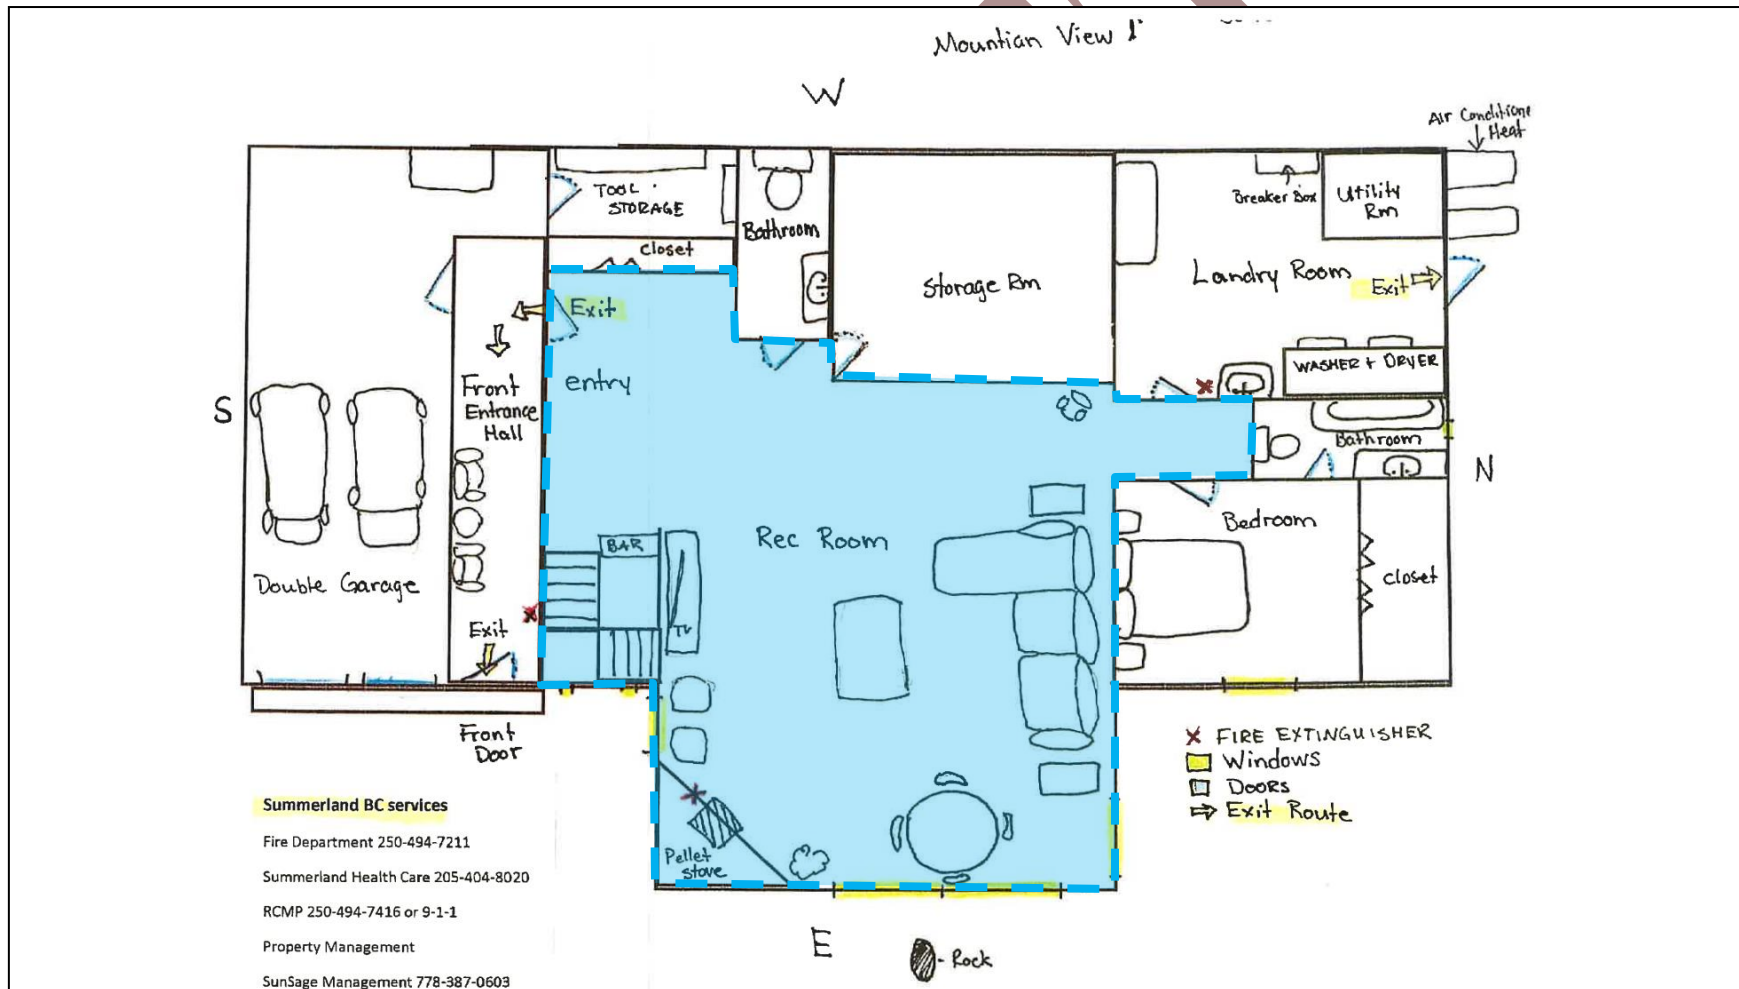 Mountian View 1
W
Air Conditione
Heat
TOOL
STORAGE
closet
Bathroom
Storage Rm
Breaker Box
Utility
Rm
Landry Room
Exit
Exit
entry
Front
Entrance
Hall
WASHER + DRYER
Bathroom
S
N
Rec Room
BAR
TV
Bedroom
closet
Double Garage
Exit
Front
Door
Pellet
stove
FIRE EXTINGUISHER
Windows
Doors
Exit Route
E
- Rock
Summerland BC services
Fire Department 250-494-7211
Summerland Health Care 205-404-8020
RCMP 250-494-7416 or 9-1-1
Property Management
SunSage Management 778-387-0603